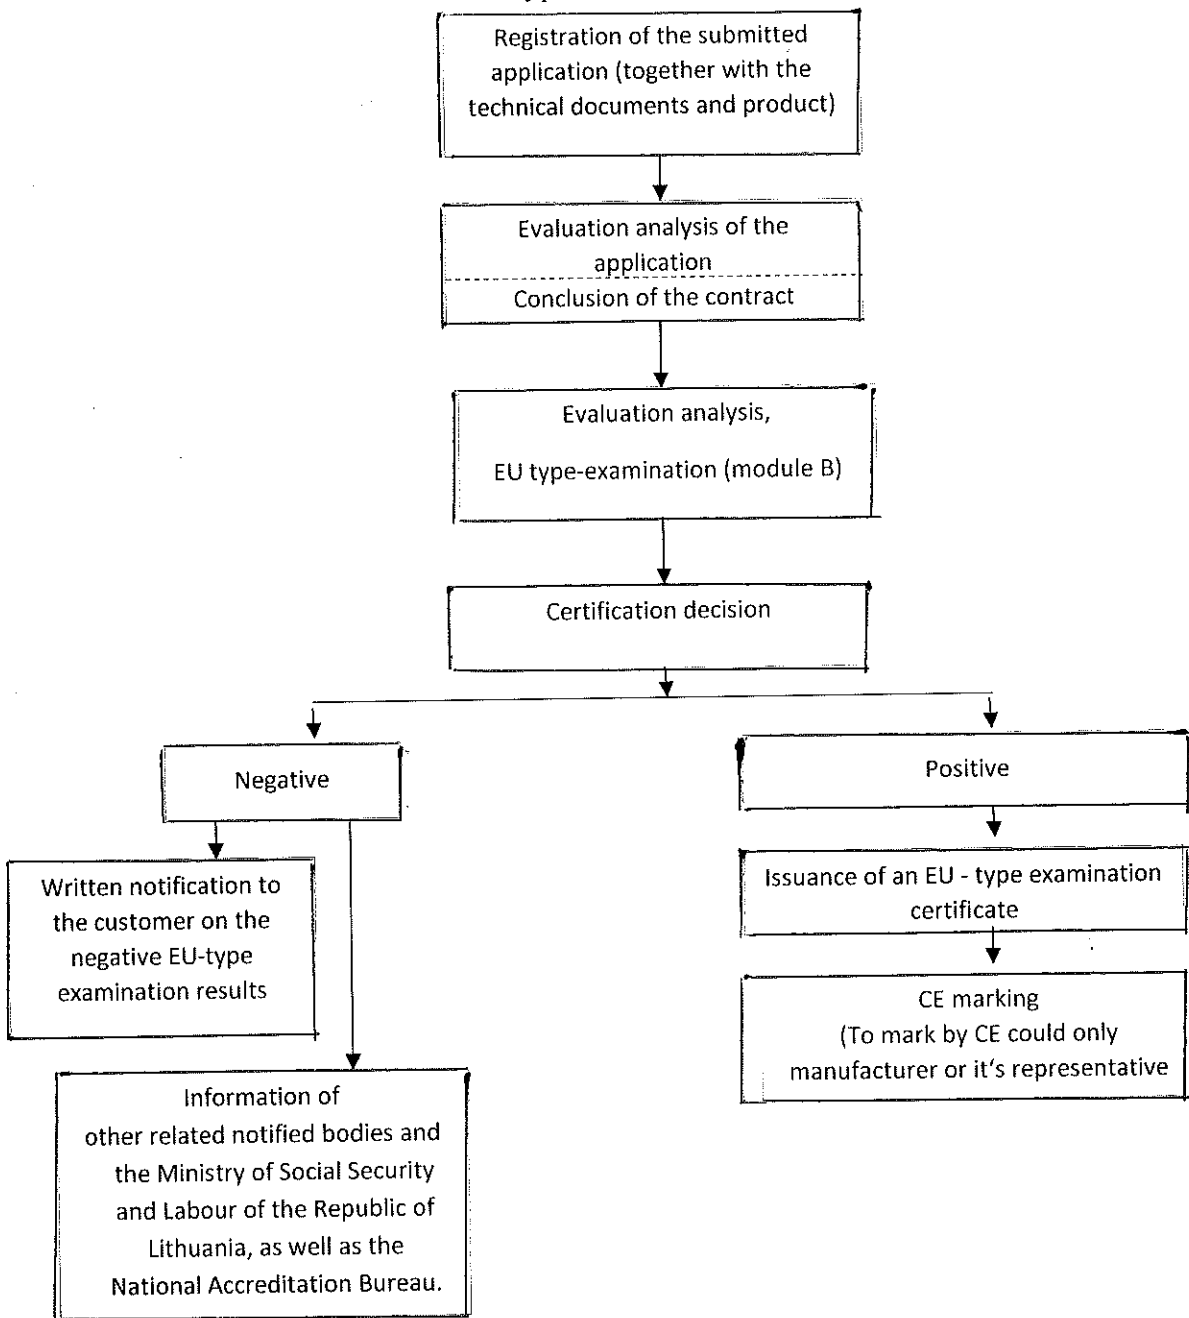 Registration of the submitted
application (together with the
technical documents and product)
Evaluation analysis of the
application
Conclusion of the contract
Evaluation analysis,
EU type-examination (module B)
Certification decision
Negative
Positive
Written notification to
the customer on the
negative EU-type
examination results
Issuance of an EU - type examination
certificate
CE marking
(To mark by CE could only
manufacturer or it's representative
Information of
other related notified bodies and
the Ministry of Social Security
and Labour of the Republic of
Lithuania, as well as the
National Accreditation Bureau.